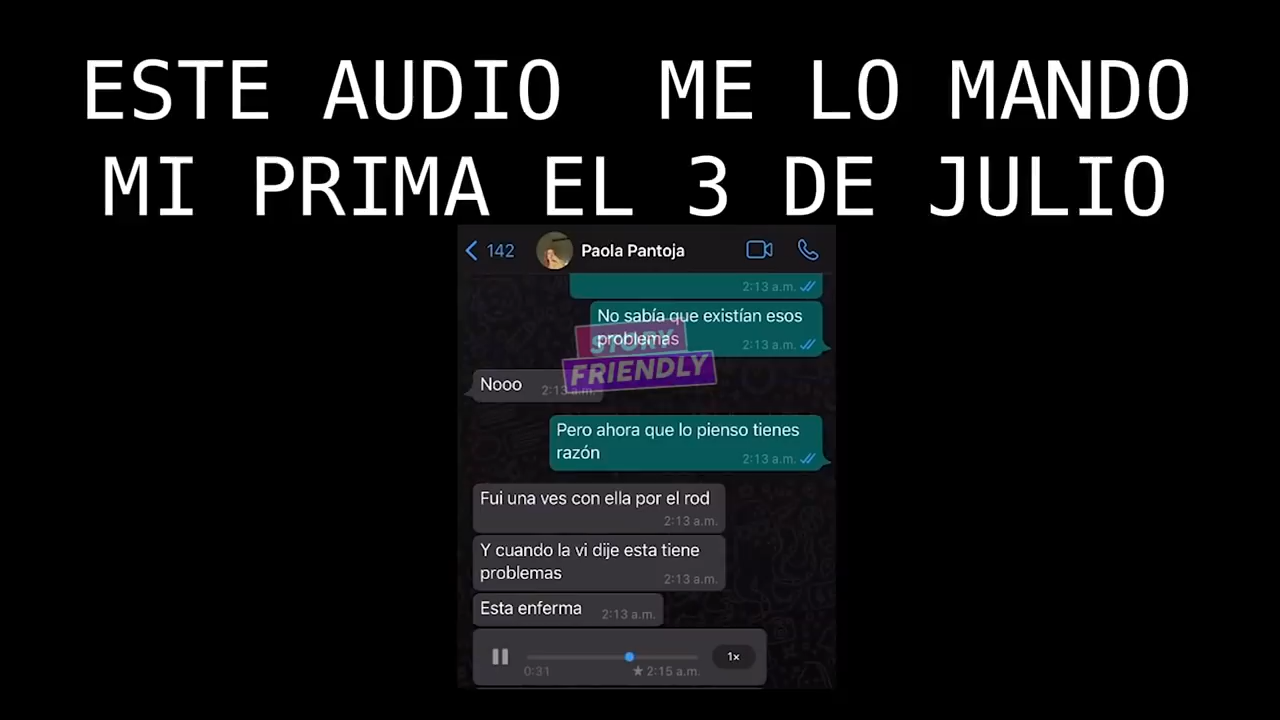 ESTE AUDIO ME LO MANDO
MI PRIMA EL 3 DE JULIO
142
Paola Pantoja
2:13 a.m.
No sabía que existían esos
problemas
2:13 a.m.
STORY
FRIENDLY
Nooo
2:13 a.m.
Pero ahora que lo pienso tienes
razón
2:13 a.m.
Fui una ves con ella por el rod
2:13 a.m.
Y cuando la vi dije esta tiene
problemas
2:13 a.m.
Esta enferma
2:13 a.m.
1×
0:31
2:15 a.m.